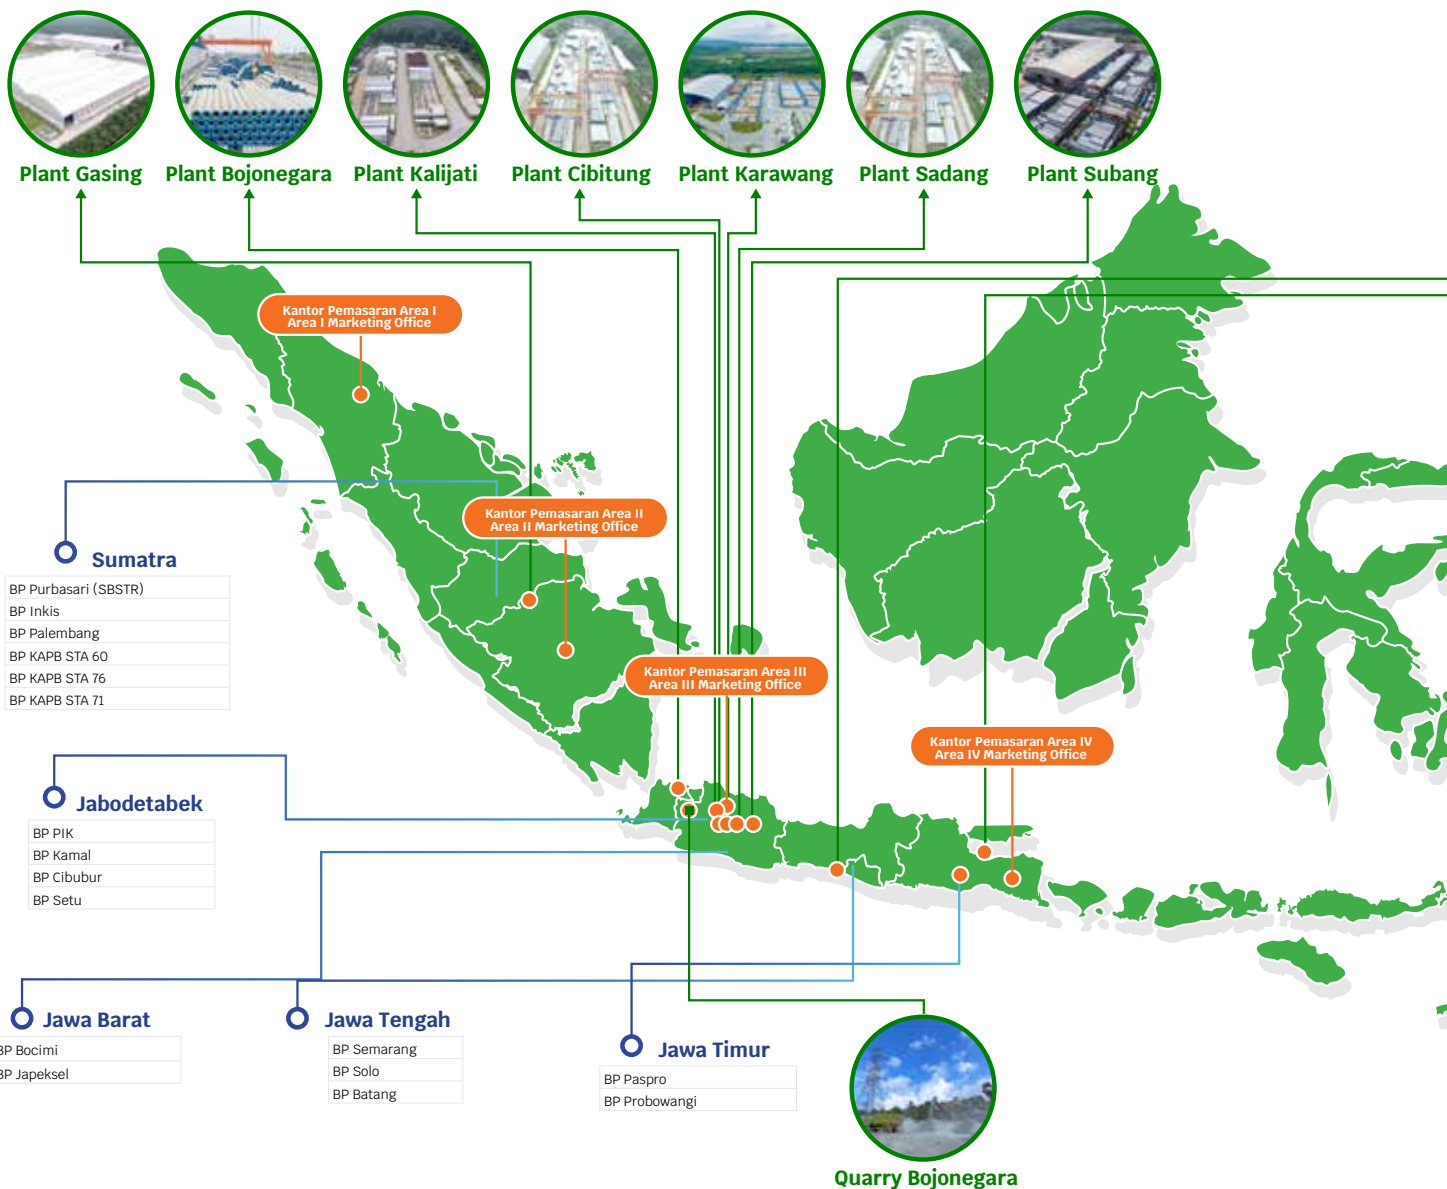 Plant Gasing
Plant Bojonegara
Plant Kalijati
Plant Cibitung
Plant Karawang
Plant Sadang
Plant Subang
Kantor Pemasaran Area I
Area I Marketing Office
Kantor Pemasaran Area II
Area II Marketing Office
Sumatra
BP Purbasari (SBSTR)
BP Inkis
BP Palembang
BP KAPB STA 60
BP KAPB STA 76
BP KAPB STA 71
Kantor Pemasaran Area III
Area III Marketing Office
Kantor Pemasaran Area IV
Area IV Marketing Office
Jabodetabek
BP PIK
BP Kamal
BP Cibubur
BP Setu
Jawa Barat
BP Bocimi
BP Japeksel
Jawa Tengah
BP Semarang
BP Solo
BP Batang
Jawa Timur
BP Paspro
BP Probowangi
Quarry Bojonegara